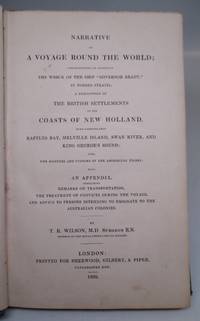 NARRATIVE
OF
A VOYAGE ROUND THE WORLD;
THE WRECK OF THE SHIP "GOVERNOR READY,"
IN TORRES STRAITS;
A DESCRIPTION OF
THE BRITISH SETTLEMENTS
ON THE
COASTS OF NEW HOLLAND,
MORE PARTICULARLY
RAFFLES BAY, MELVILLE ISLAND, SWAN RIVER, AND
KING GEORGE'S SOUND;
ALSO,
THE MANNERS AND CUSTOMS OF THE ABORIGINAL TRIBES;
WITH
AN APPENDIX,
CONTAINING
REMARKS ON TRANSPORTATION,
THE TREATMENT OF CONVICTS DURING THE VOYAGE,
AND ADVICE TO PERSONS INTENDING TO EMIGRATE TO THE
AUSTRALIAN COLONIES.
BY
T. B. WILSON, M.D. SURGEON R.N.
LONDON:
PRINTED FOR SHERWOOD, GILBERT, & PIPER,
PATERNOSTER ROW.
1835.